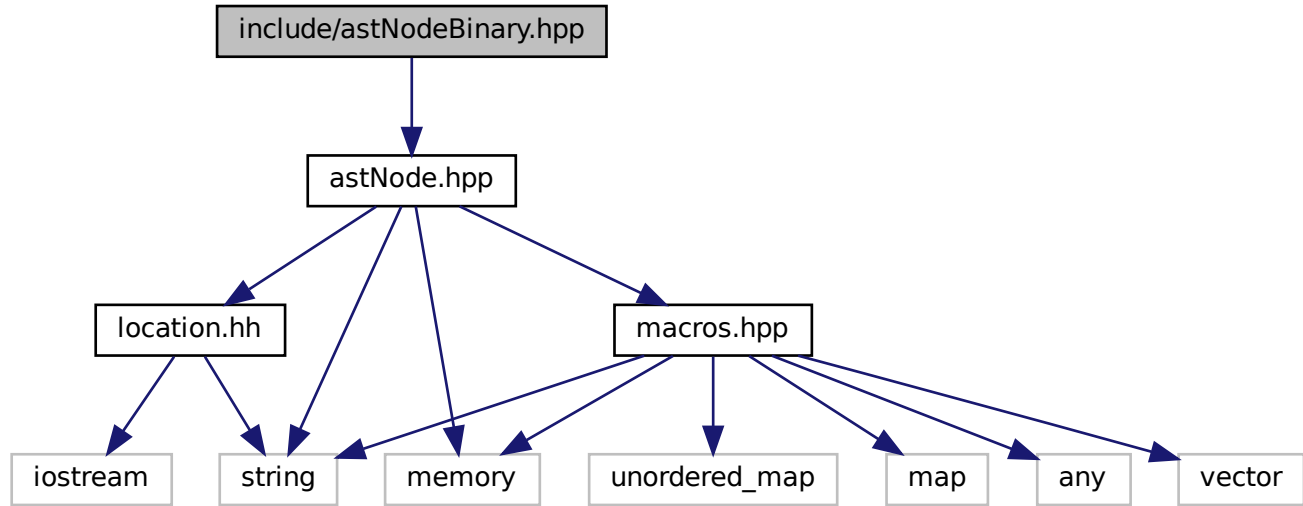 include/astNodeBinary.hpp
astNode.hpp
location.hh
macros.hpp
iostream
string
memory
unordered_map
map
any
vector